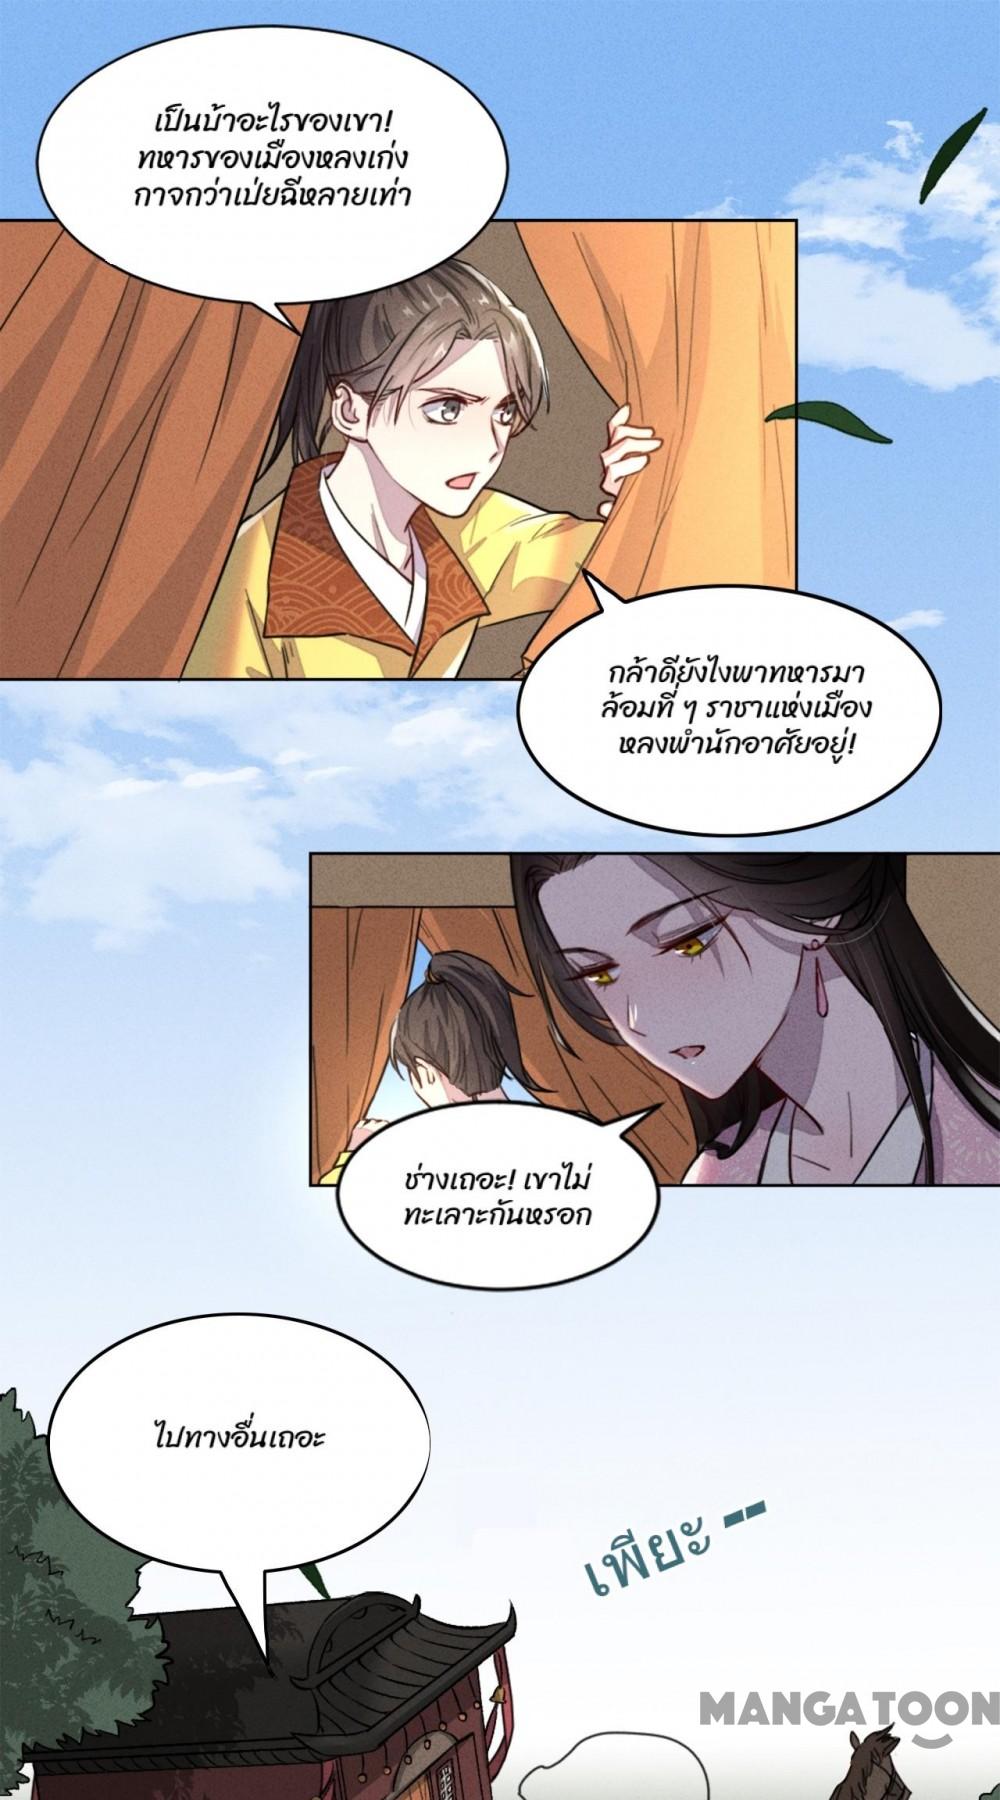 เป็นบ้าอะไรของเขา!
ทหารของเมืองหลงเก่ง
กาจกว่าเป่ยฉีหลายเท่า
กล้าดียังไงพาทหารมา
ล้อมที่ ๆ ราชาแห่งเมือง
หลงพำนักอาศัยอยู่!
ช่างเถอะ! เขาไม่
ทะเลาะกันหรอก
ไปทางอื่นเถอะ
เพียะ --
MANGATOON